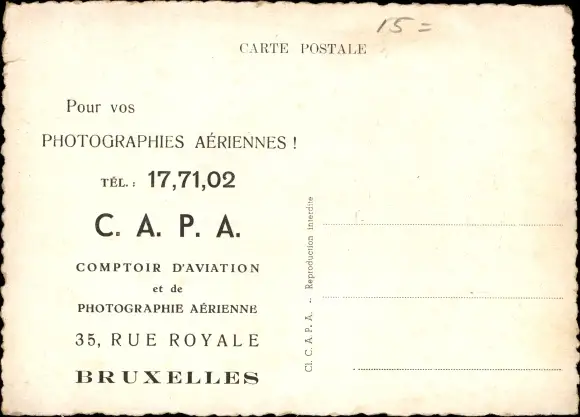 15=
CARTE POSTALE
Pour vos
PHOTOGRAPHIES AÉRIENNES !
TÉL. : 17,71,02
C. A. P. A.
COMPTOIR D'AVIATION
et de
PHOTOGRAPHIE AÉRIENNE
35, RUE ROYALE
BRUXELLES
Cl. C. A. P. A. – Reproduction interdite